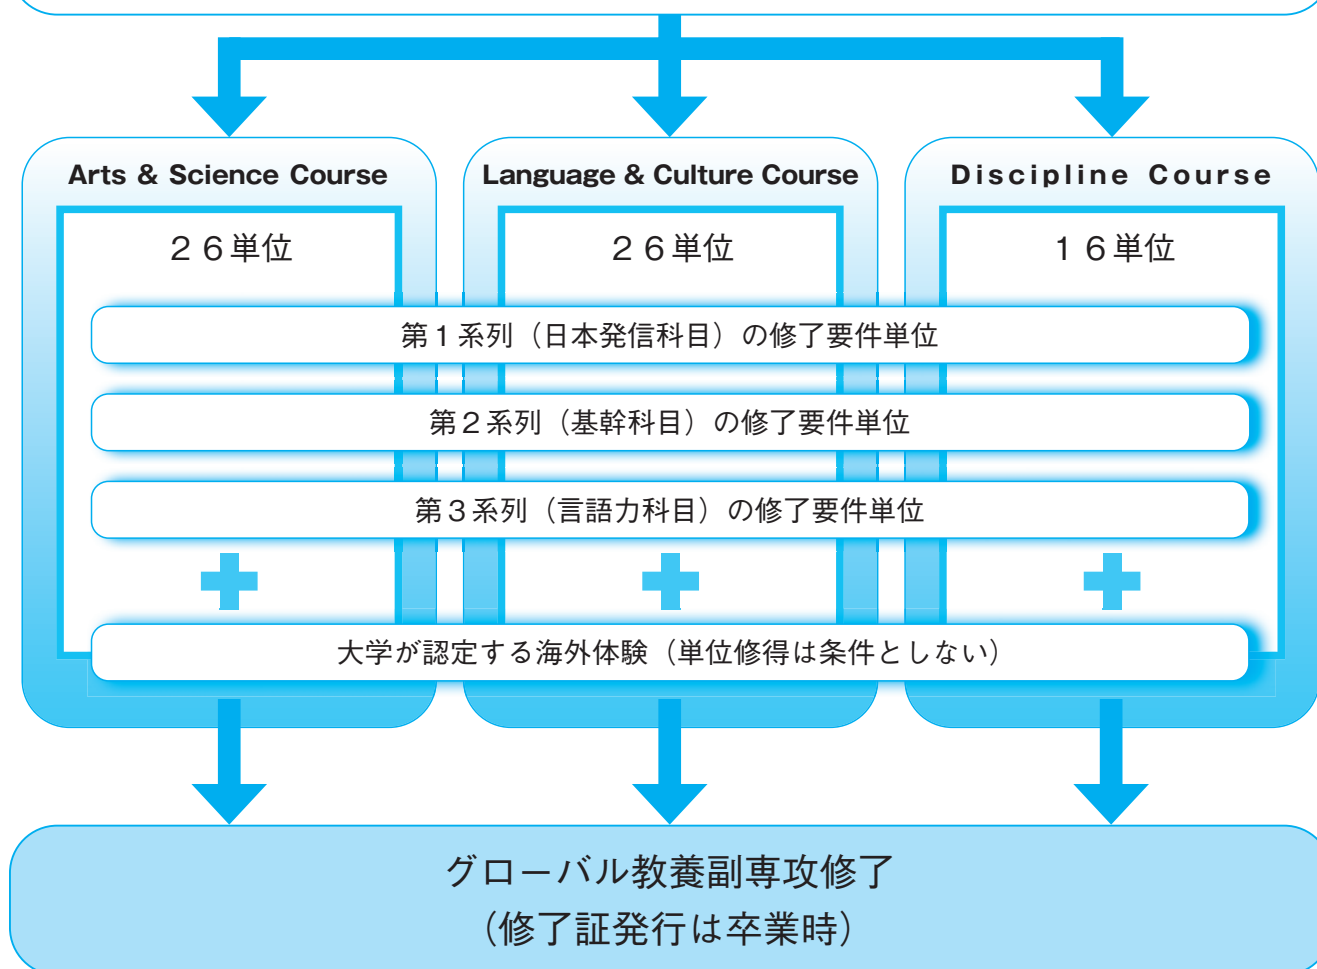 Arts & Science Course
Language & Culture Course
Discipline Course
２６単位
２６単位
１６単位
第１系列（日本発信科目）の修了要件単位
第２系列（基幹科目）の修了要件単位
第３系列（言語力科目）の修了要件単位
大学が認定する海外体験（単位修得は条件としない）
グローバル教養副専攻修了
（修了証発行は卒業時）